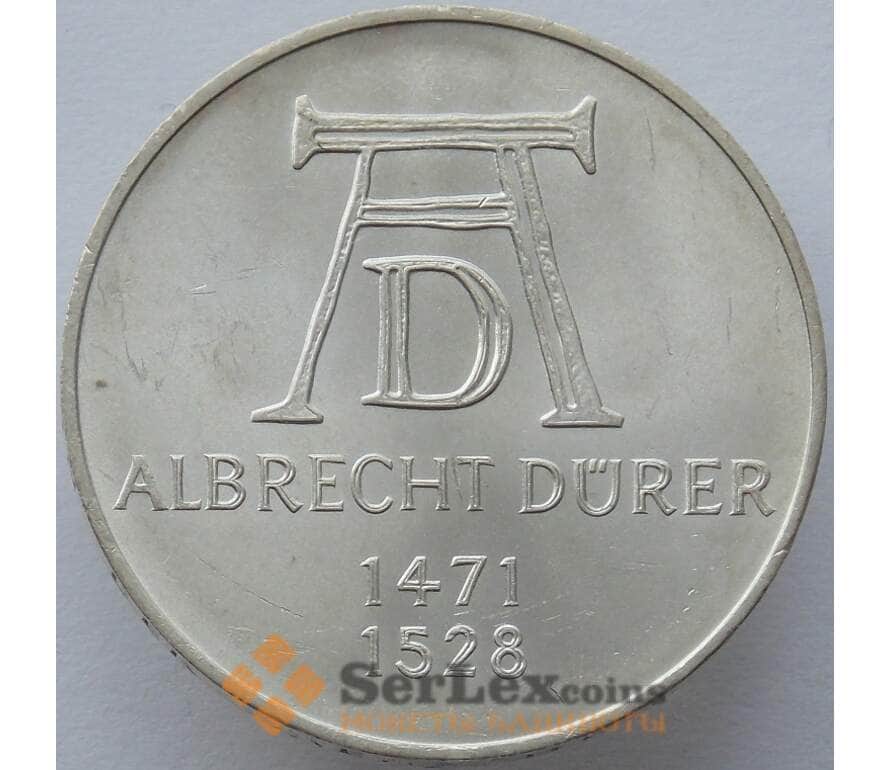 AD
ALBRECHT DÜRER
1471
1528
SerLexcoins
МОНЕТЫ БАНКНОТЫ